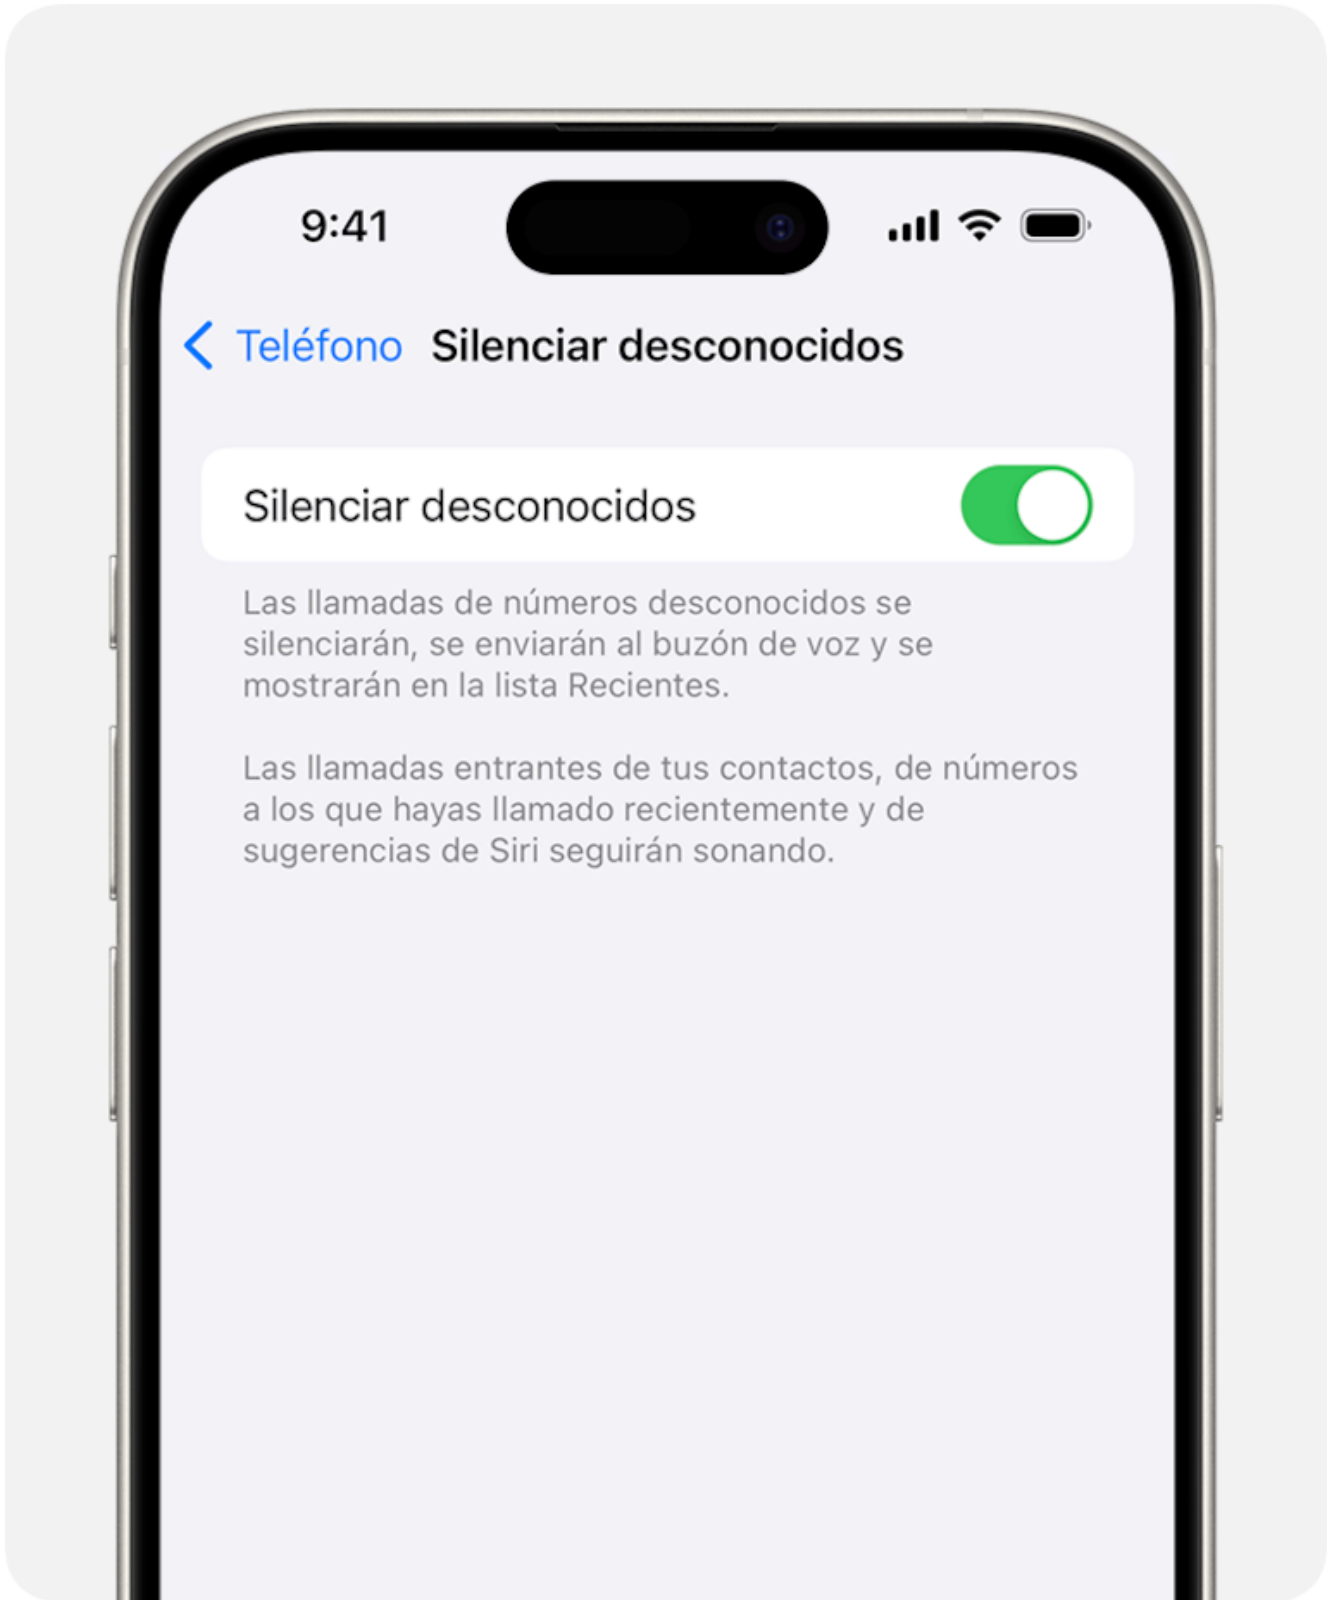 9:41
Teléfono Silenciar desconocidos
Silenciar desconocidos
Las llamadas de números desconocidos se
silenciarán, se enviarán al buzón de voz y se
mostrarán en la lista Recientes.
Las llamadas entrantes de tus contactos, de números
a los que hayas llamado recientemente y de
sugerencias de Siri seguirán sonando.